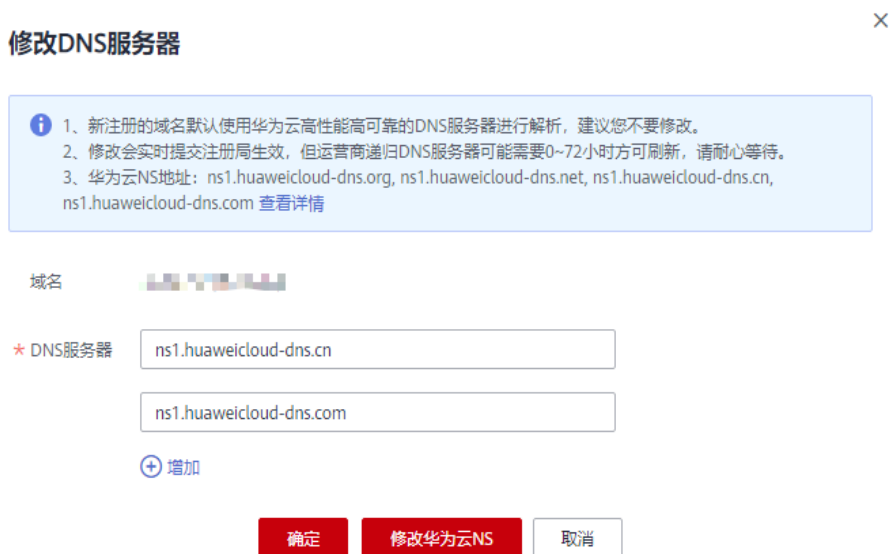 修改DNS服务器
1、新注册的域名默认使用华为云高性能高可靠的DNS服务器进行解析，建议您不要修改。
2、修改会实时提交注册局生效，但运营商递归DNS服务器可能需要0~72小时方可刷新，请耐心等待。
3、华为云NS地址：ns1.huaweicloud-dns.org, ns1.huaweicloud-dns.net, ns1.huaweicloud-dns.cn,
ns1.huaweicloud-dns.com 查看详情
域名
* DNS服务器 ns1.huaweicloud-dns.cn
ns1.huaweicloud-dns.com
增加
确定 修改华为云NS 取消